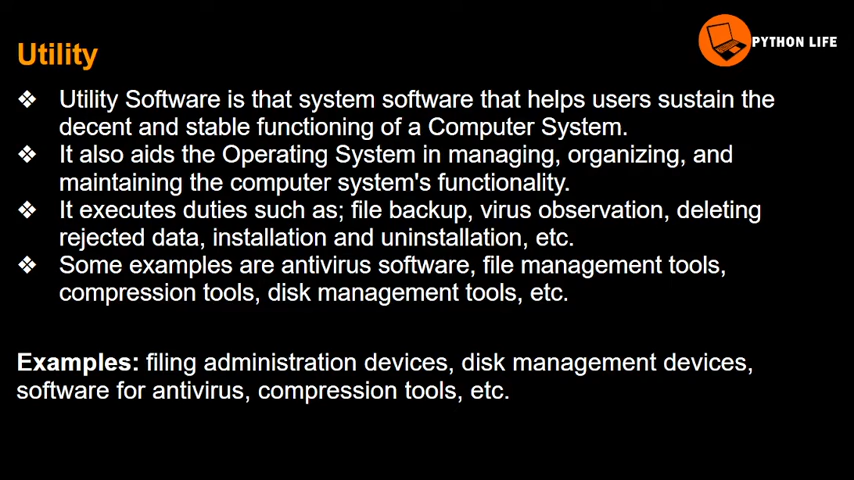 PYTHON LIFE
Utility
❖ Utility Software is that system software that helps users sustain the
decent and stable functioning of a Computer System.
❖ It also aids the Operating System in managing, organizing, and
maintaining the computer system's functionality.
❖ It executes duties such as; file backup, virus observation, deleting
rejected data, installation and uninstallation, etc.
❖ Some examples are antivirus software, file management tools,
compression tools, disk management tools, etc.
Examples: filing administration devices, disk management devices,
software for antivirus, compression tools, etc.